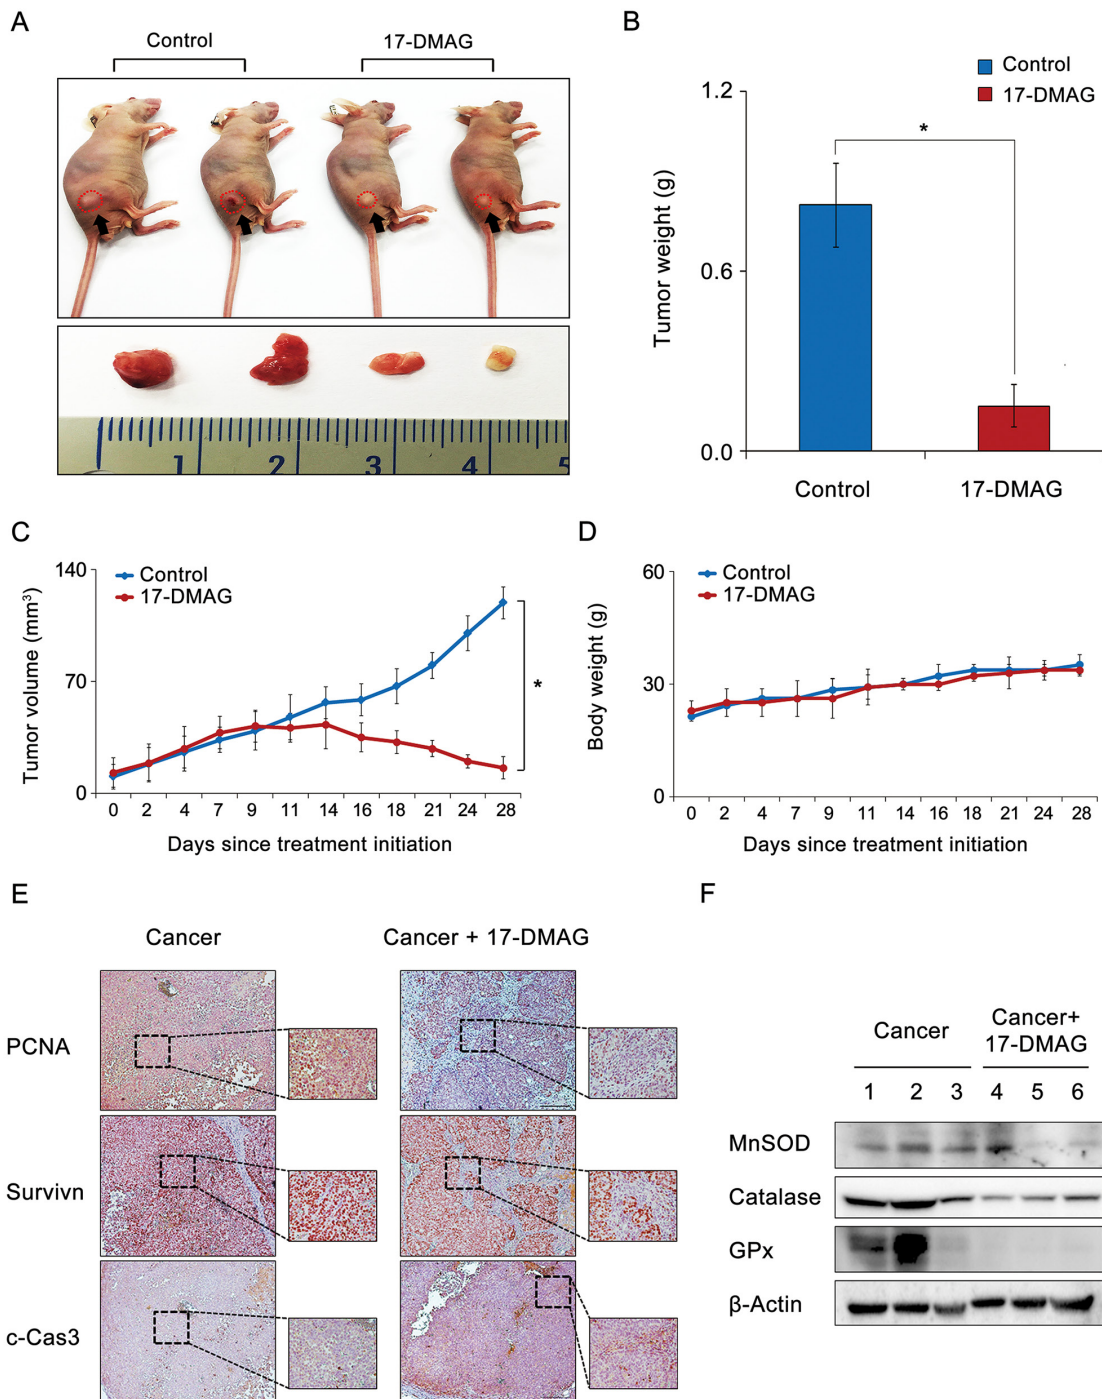 A
Control
17-DMAG
1
2
3
4
5
B
Control
17-DMAG
1.2
0.6
0.0
*
Tumor weight (g)
Control
17-DMAG
C
Control
17-DMAG
140
70
0
*
Tumor volume (mm³)
0 2 4 7 9 11 14 16 18 21 24 28
Days since treatment initiation
D
Control
17-DMAG
60
30
0
Body weight (g)
0 2 4 7 9 11 14 16 18 21 24 28
Days since treatment initiation
E
Cancer
Cancer + 17-DMAG
PCNA
Survivn
c-Cas3
F
Cancer
Cancer+
17-DMAG
1 2 3 4 5 6
MnSOD
Catalase
GPx
β-Actin